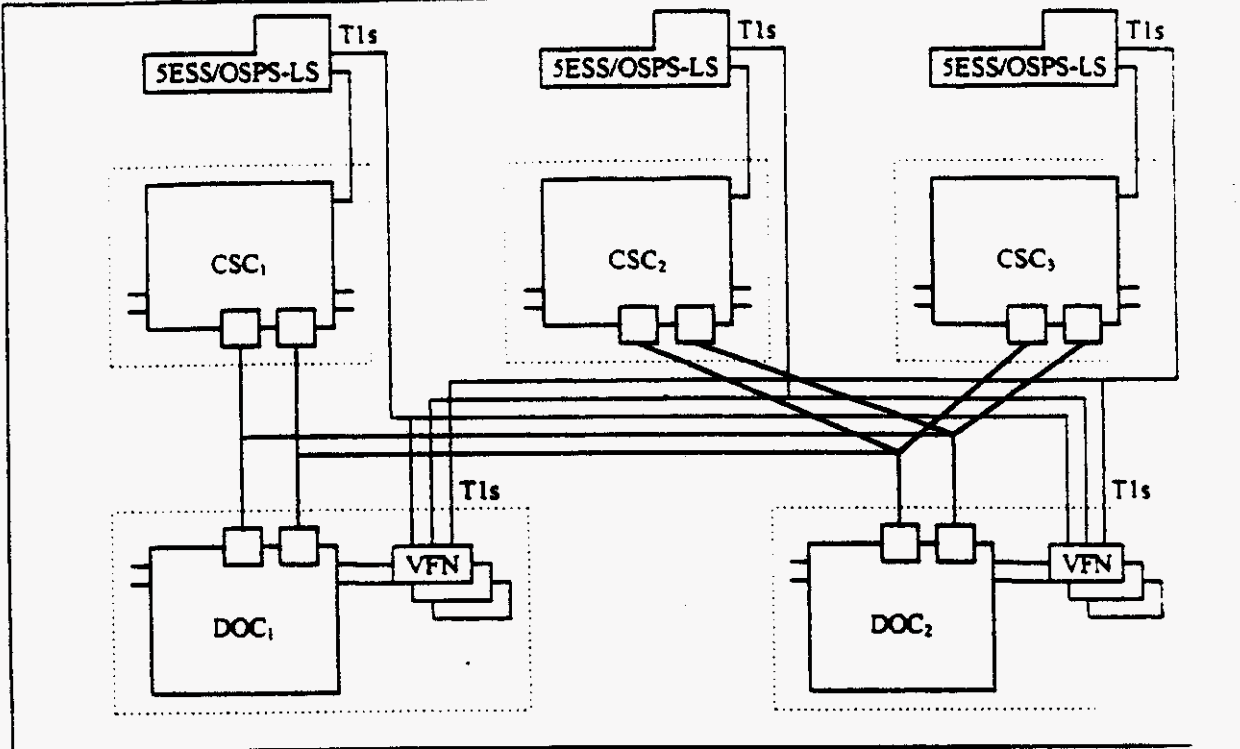 T1s
T1s
T1s
5ESS/OSPS-LS
5ESS/OSPS-LS
5ESS/OSPS-LS
CSC₁
CSC₂
CSC₃
T1s
T1s
VFN
VFN
DOC₁
DOC₂